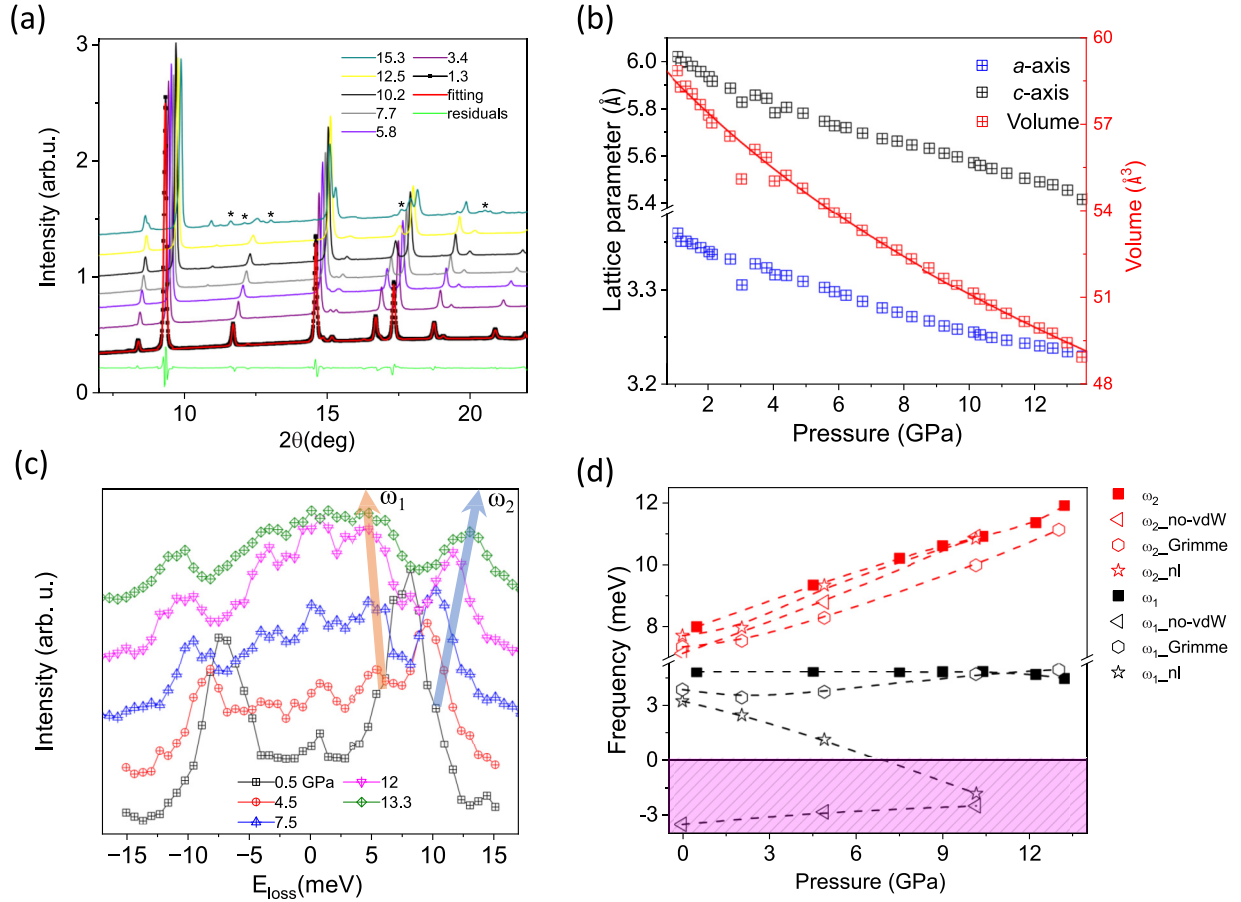 (a)
3
2
1
0
Intensity (arb.u.)
15.3
12.5
10.2
7.7
5.8
3.4
1.3
fitting
residuals
* * * * *
10 15 20
2θ(deg)
(b)
6.0
5.8
5.6
5.4
3.3
3.2
Lattice parameter (Å)
a-axis
c-axis
Volume
60
57
54
51
48
Volume (Å³)
2 4 6 8 10 12
Pressure (GPa)
(c)
ω₁
ω₂
Intensity (arb. u.)
0.5 GPa
4.5
7.5
12
13.3
−15 −10 −5 0 5 10 15
E_loss(meV)
(d)
12
10
8
3
0
-3
Frequency (meV)
0 3 6 9 12
Pressure (GPa)
ω₂
ω₂_no-vdW
ω₂_Grimme
ω₂_nl
ω₁
ω₁_no-vdW
ω₁_Grimme
ω₁_nl